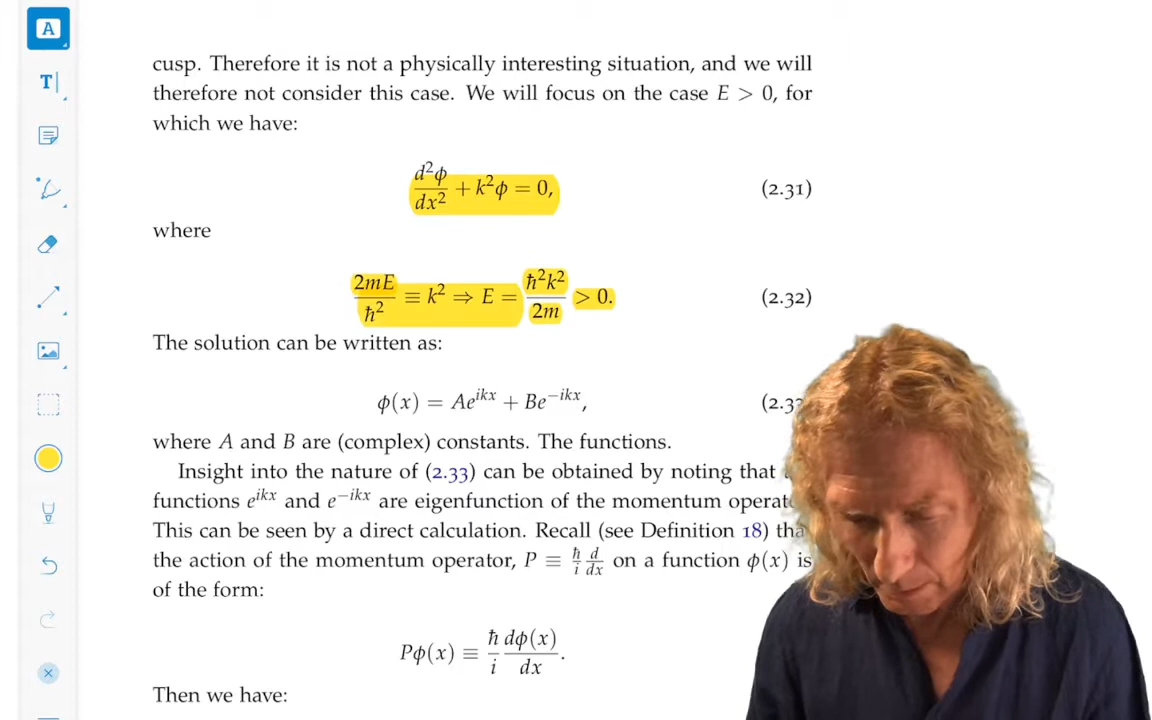 A
cusp. Therefore it is not a physically interesting situation, and we will
T
therefore not consider this case. We will focus on the case E > 0, for
which we have:
d²ϕ/dx² + k²ϕ = 0, (2.31)
where
2mE/ħ² ≡ k² ⇒ E = ħ²k²/2m > 0. (2.32)
The solution can be written as:
ϕ(x) = Ae^{ikx} + Be^{−ikx}, (2.3
where A and B are (complex) constants. The functions.
Insight into the nature of (2.33) can be obtained by noting that
functions e^{ikx} and e^{−ikx} are eigenfunction of the momentum
This can be seen by a direct calculation. Recall (see Definition 18)
the action of the momentum operator, P ≡ ħ/i d/dx on a function ϕ(x) is
of the form:
Pϕ(x) ≡ ħ/i dϕ(x)/dx.
Then we have: